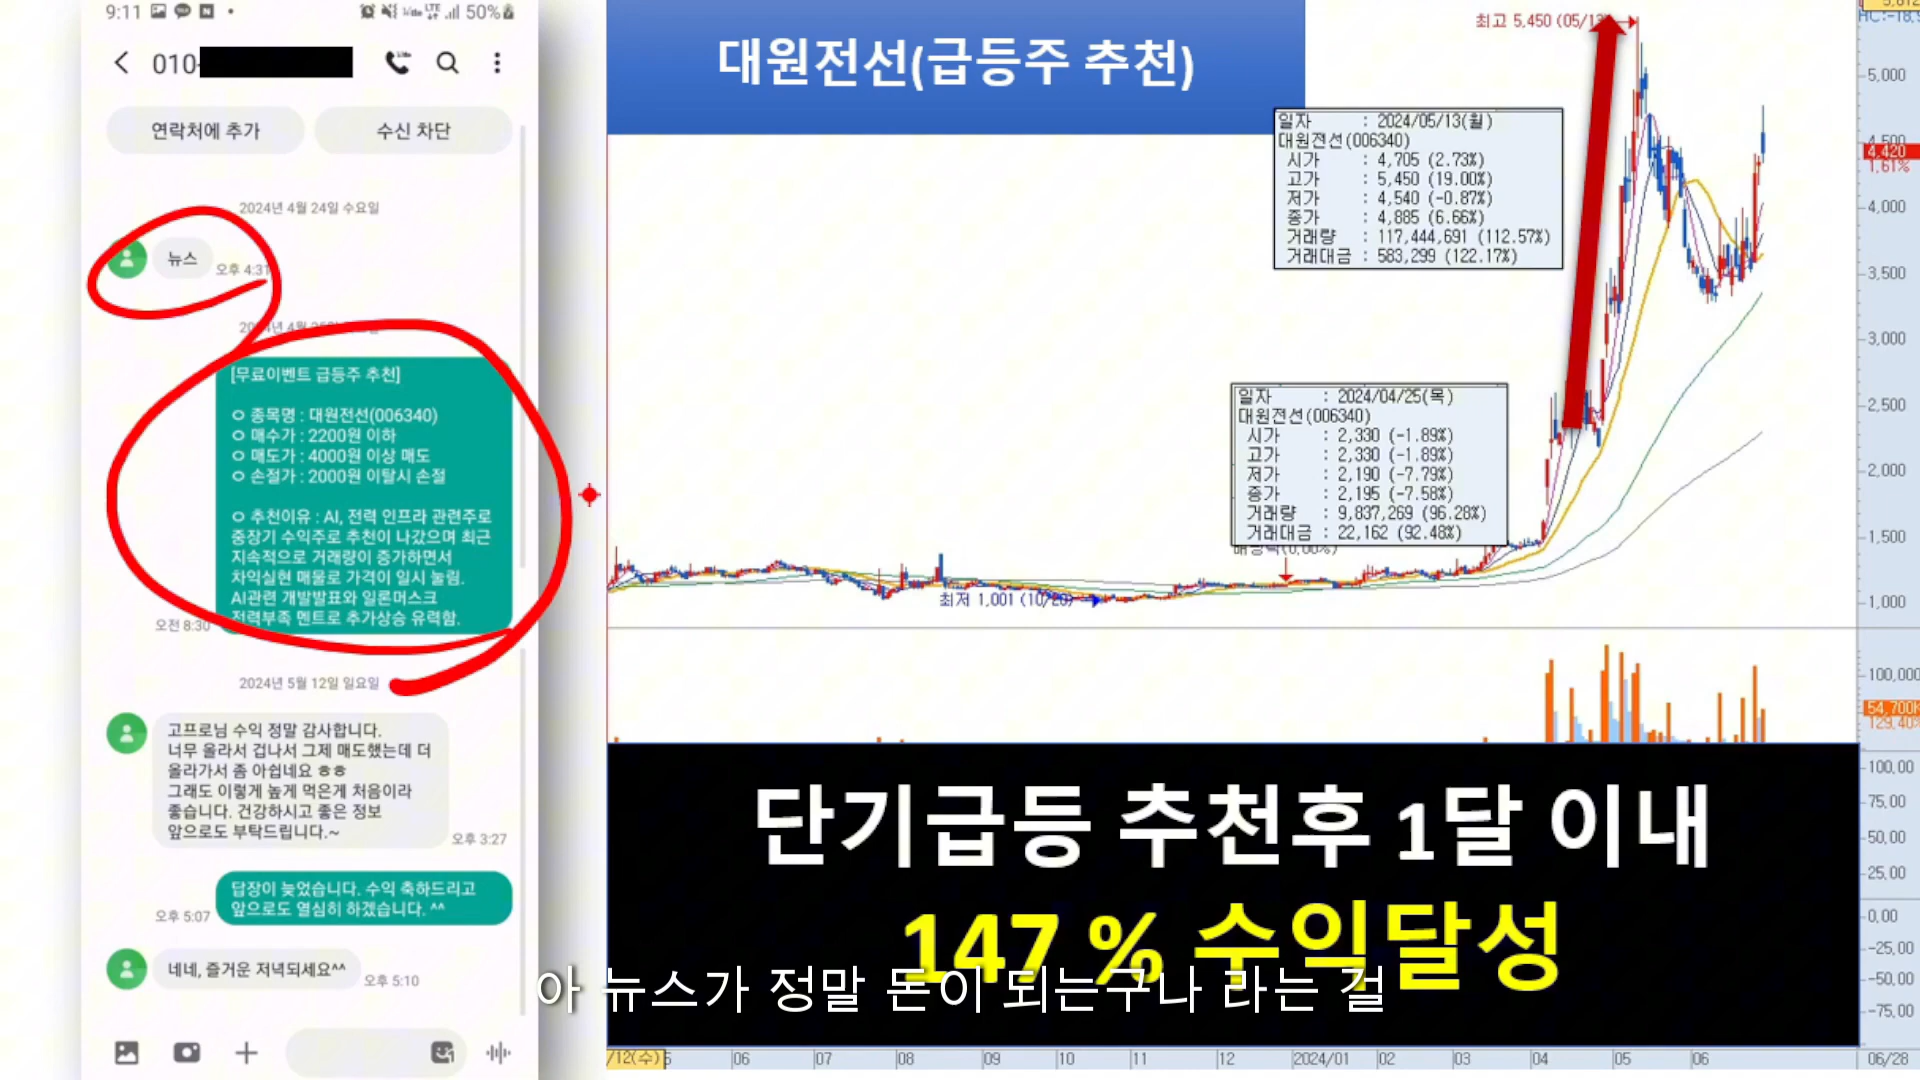 9:11
50%
010-
연락처에 추가
수신 차단
2024년 4월 24일 수요일
뉴스
오후 4:31
[무료이벤트 급등주 추천]
ㅇ 종목명 : 대원전선(006340)
ㅇ 매수가 : 2200원 이하
ㅇ 매도가 : 4000원 이상 매도
ㅇ 손절가 : 2000원 이탈시 손절
ㅇ 추천이유 : AI, 전력 인프라 관련주로
중장기 수익주로 추천이 나갔으며 최근
지속적으로 거래량이 증가하면서
차익실현 매물로 가격이 일시 눌림.
AI관련 개발발표와 일론머스크
전력부족 멘트로 추가상승 유력함.
오전 8:30
2024년 5월 12일 일요일
고프로님 수익 정말 감사합니다.
너무 올라서 겁나서 그제 매도했는데 더
올라가서 좀 아쉽네요 ㅎㅎ
그래도 이렇게 높게 먹은게 처음이라
좋습니다. 건강하시고 좋은 정보
앞으로도 부탁드립니다.~
오후 3:27
답장이 늦었습니다. 수익 축하드리고
앞으로도 열심히 하겠습니다. ^^
오후 5:07
네네, 즐거운 저녁되세요^^
오후 5:10
대원전선(급등주 추천)
최고 5,450 (05/13)
일자 : 2024/05/13(월)
대원전선(006340)
시가 : 4,705 (2.73%)
고가 : 5,450 (19.00%)
저가 : 4,540 (-0.87%)
종가 : 4,885 (6.66%)
거래량 : 117,444,691 (112.57%)
거래대금 : 583,299 (122.17%)
일자 : 2024/04/25(목)
대원전선(006340)
시가 : 2,330 (-1.89%)
고가 : 2,330 (-1.89%)
저가 : 2,190 (-7.79%)
종가 : 2,195 (-7.58%)
거래량 : 9,837,269 (96.28%)
거래대금 : 22,162 (92.48%)
최저 1,001 (10/26)
5,000
4,500
4,420
1,61%
4,000
3,500
3,000
2,500
2,000
1,500
1,000
100,000
54,700K
129,40%
100,00
75,00
50,00
25,00
0,00
-25,00
-50,00
-75,00
단기급등 추천후 1달 이내
147 % 수익달성
아 뉴스가 정말 돈이 되는구나 라는 걸
/12(수)
06
07
08
09
10
11
12
2024/01
02
03
04
05
06
06/28